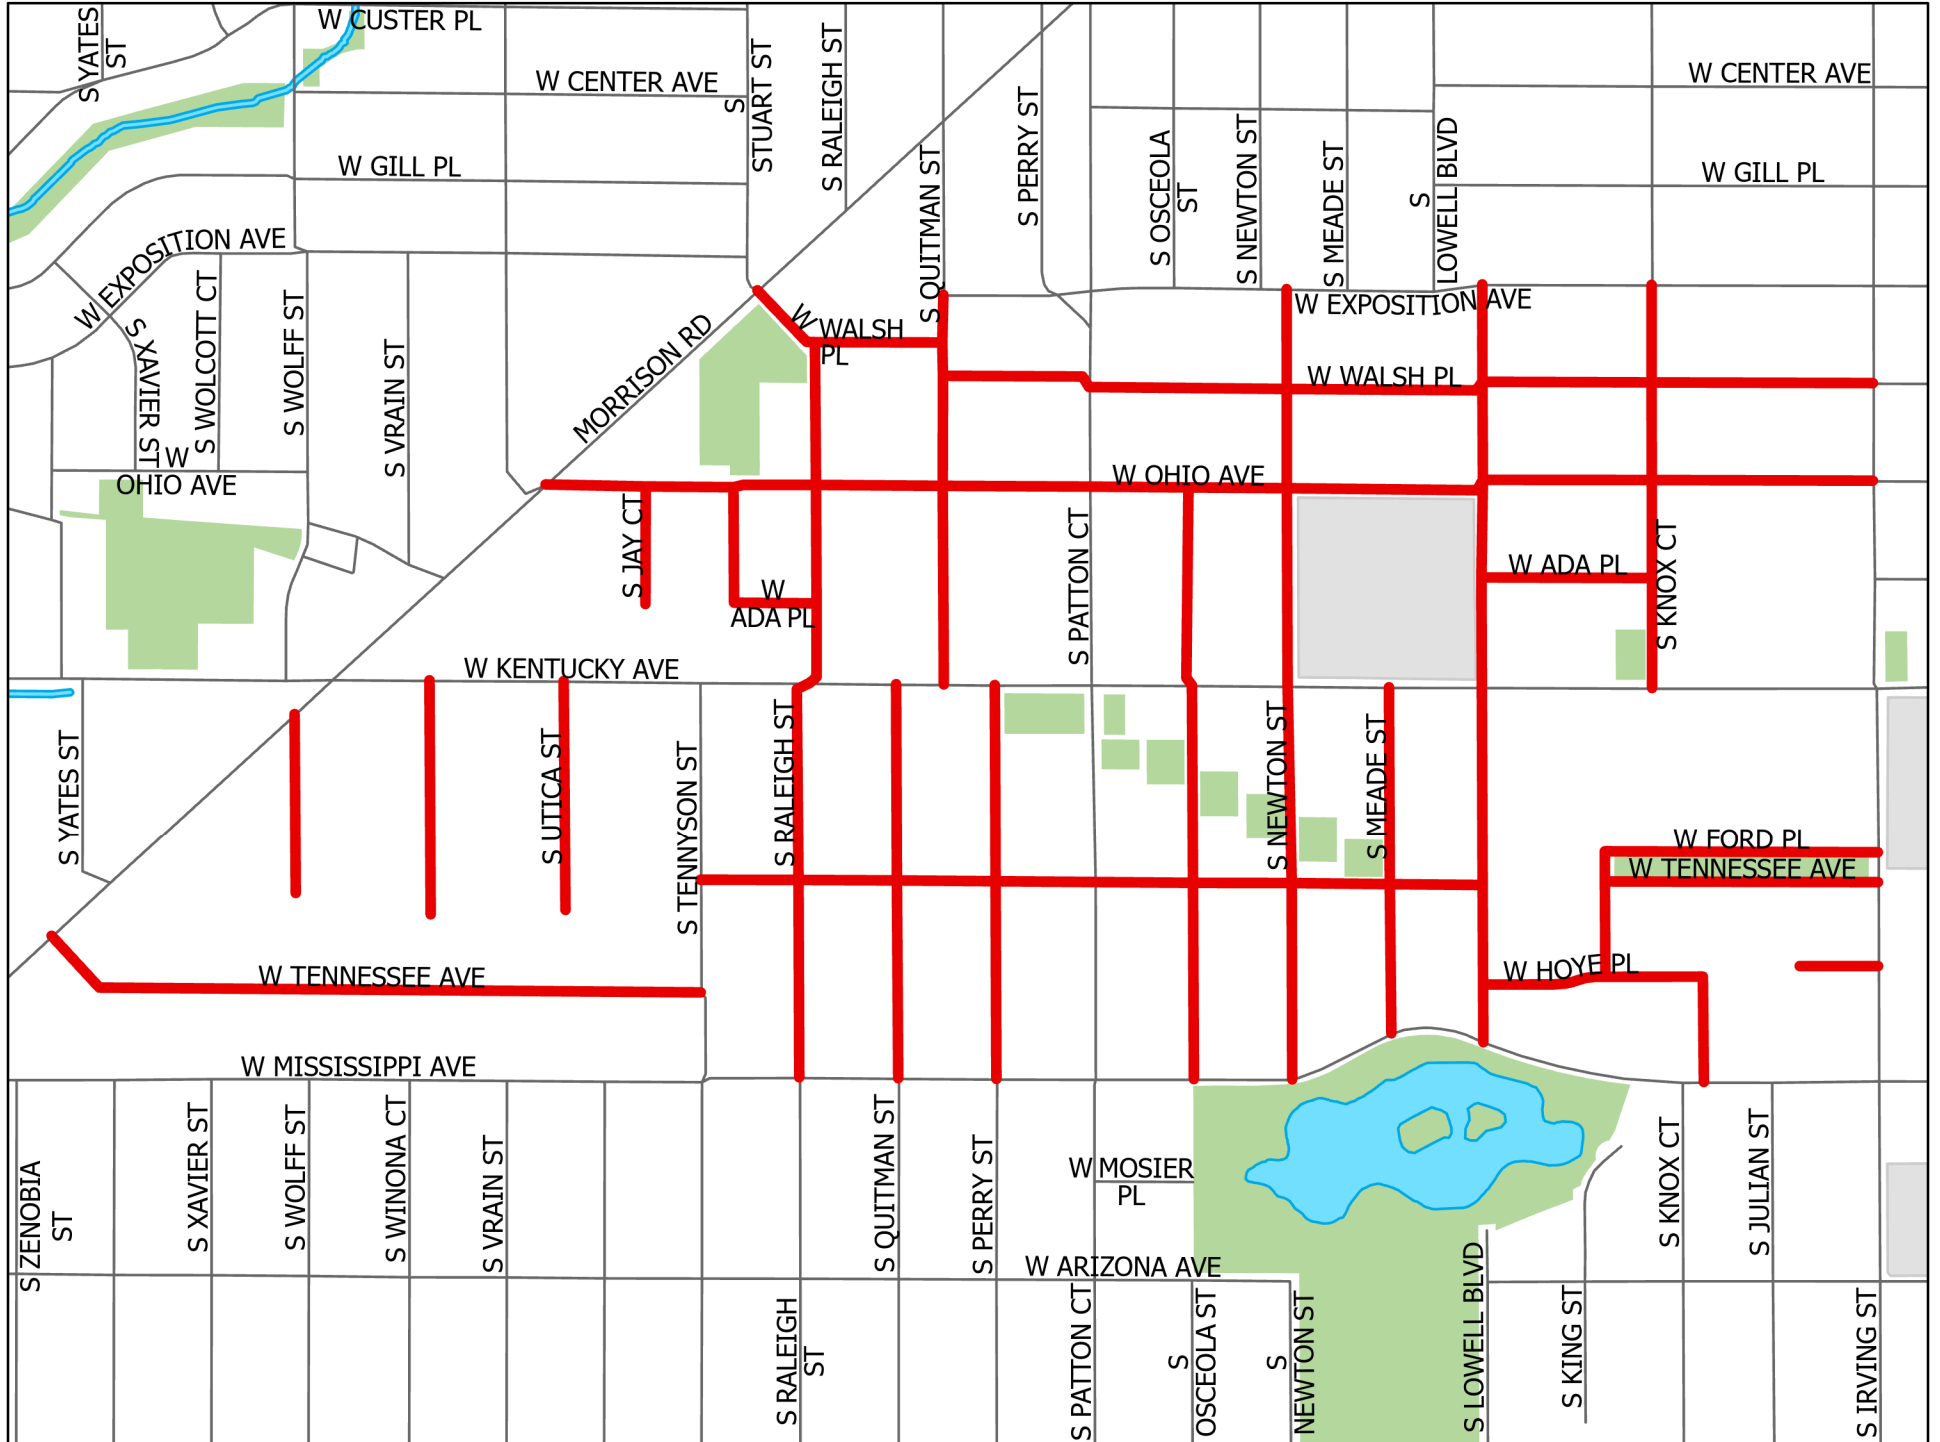 W CUSTER PL
S YATES
ST
W CENTER AVE
S
STUART ST
S RALEIGH ST
W CENTER AVE
S PERRY ST
S OSCEOLA
ST
S NEWTON ST
S MEADE ST
S
LOWELL BLVD
W GILL PL
W GILL PL
S QUITMAN ST
W EXPOSITION AVE
W EXPOSITION AVE
S XAVIER ST
S WOLCOTT CT
S WOLFF ST
S VRAIN ST
MORRISON RD
W WALSH
PL
W WALSH PL
W
OHIO AVE
W OHIO AVE
S JAY CT
W
ADA PL
S PATTON CT
W ADA PL
S KNOX CT
W KENTUCKY AVE
S YATES ST
S UTICA ST
S TENNYSON ST
S RALEIGH ST
S NEWTON ST
S MEADE ST
W FORD PL
W TENNESSEE AVE
W TENNESSEE AVE
W HOYE PL
W MISSISSIPPI AVE
S ZENOBIA
ST
S XAVIER ST
S WOLFF ST
S WINONA CT
S VRAIN ST
S QUITMAN ST
S PERRY ST
W MOSIER
PL
S KNOX CT
S JULIAN ST
W ARIZONA AVE
S RALEIGH
ST
S PATTON CT
S
OSCEOLA ST
S
NEWTON ST
S LOWELL BLVD
S KING ST
S IRVING ST